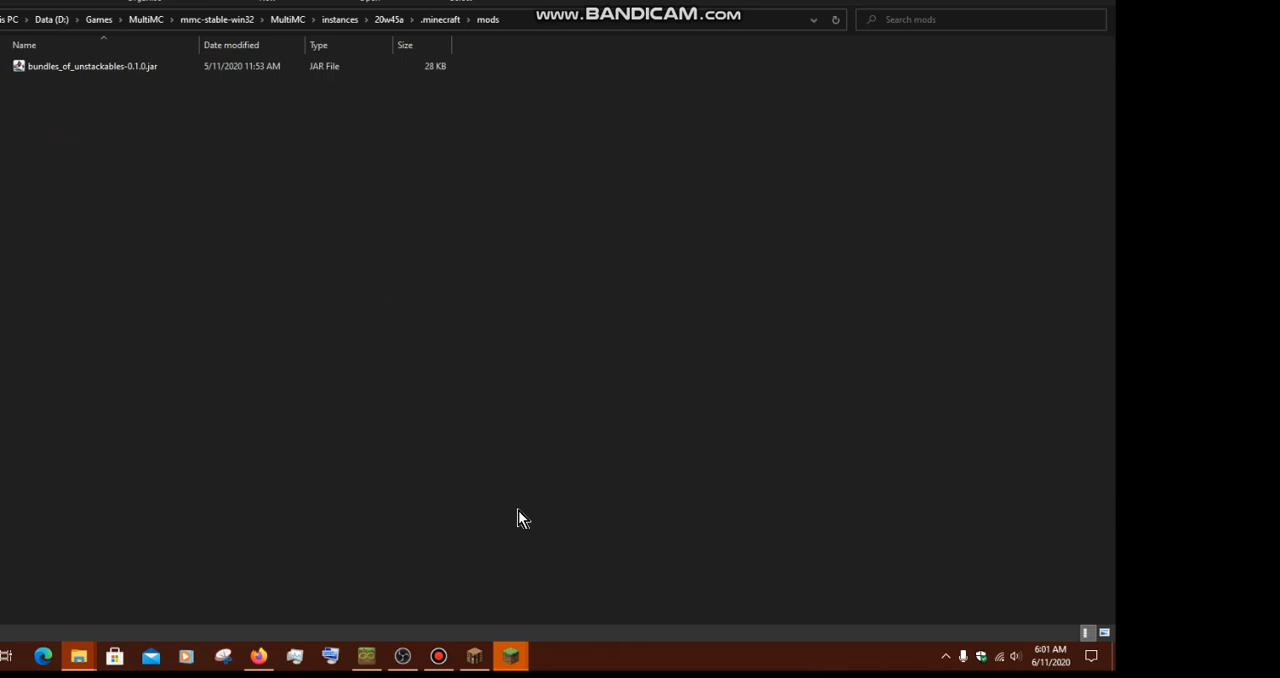 www.BANDICAM.com
is PC > Data (D:) > Games > MultiMC > mmc-stable-win32 > MultiMC > instances > 20w45a > .minecraft > mods
Search mods
Name Date modified Type Size
bundles_of_unstackables-0.1.0.jar 5/11/2020 11:53 AM JAR File 28 KB
6:01 AM
6/11/2020